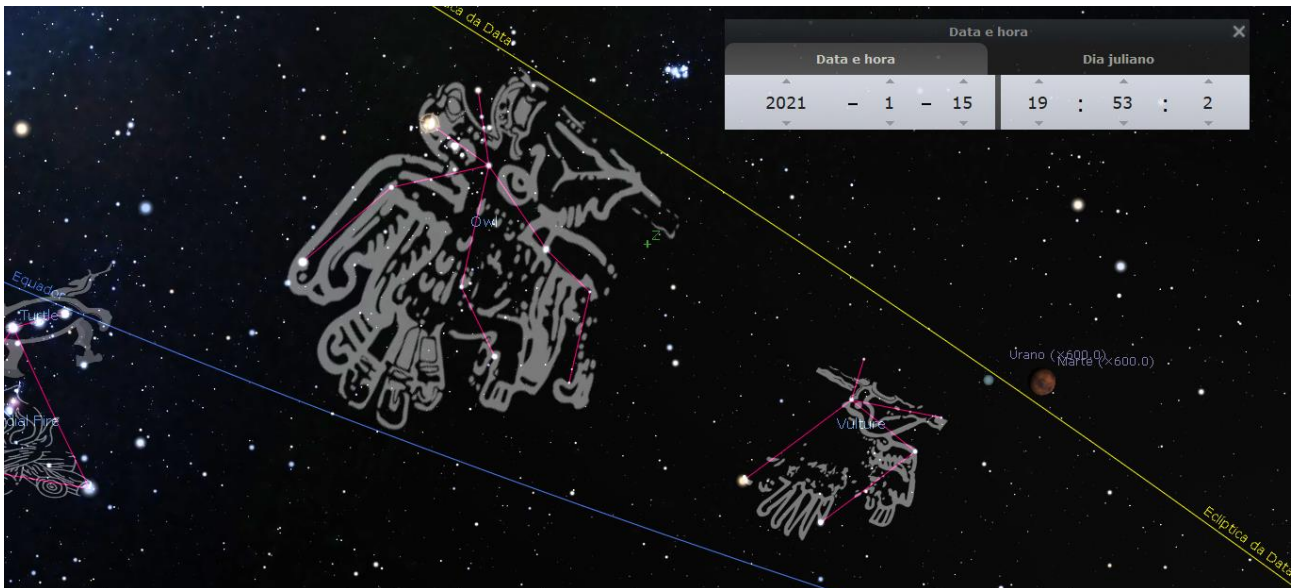 Eclíptica da Data
Data e hora
Data e hora
Dia juliano
2021 – 1 – 15
19 : 53 : 2
Owl
Z
Equador
Turtle
Urano (×600.0)
Marte (×600.0)
Vulture
Eclíptica da Data